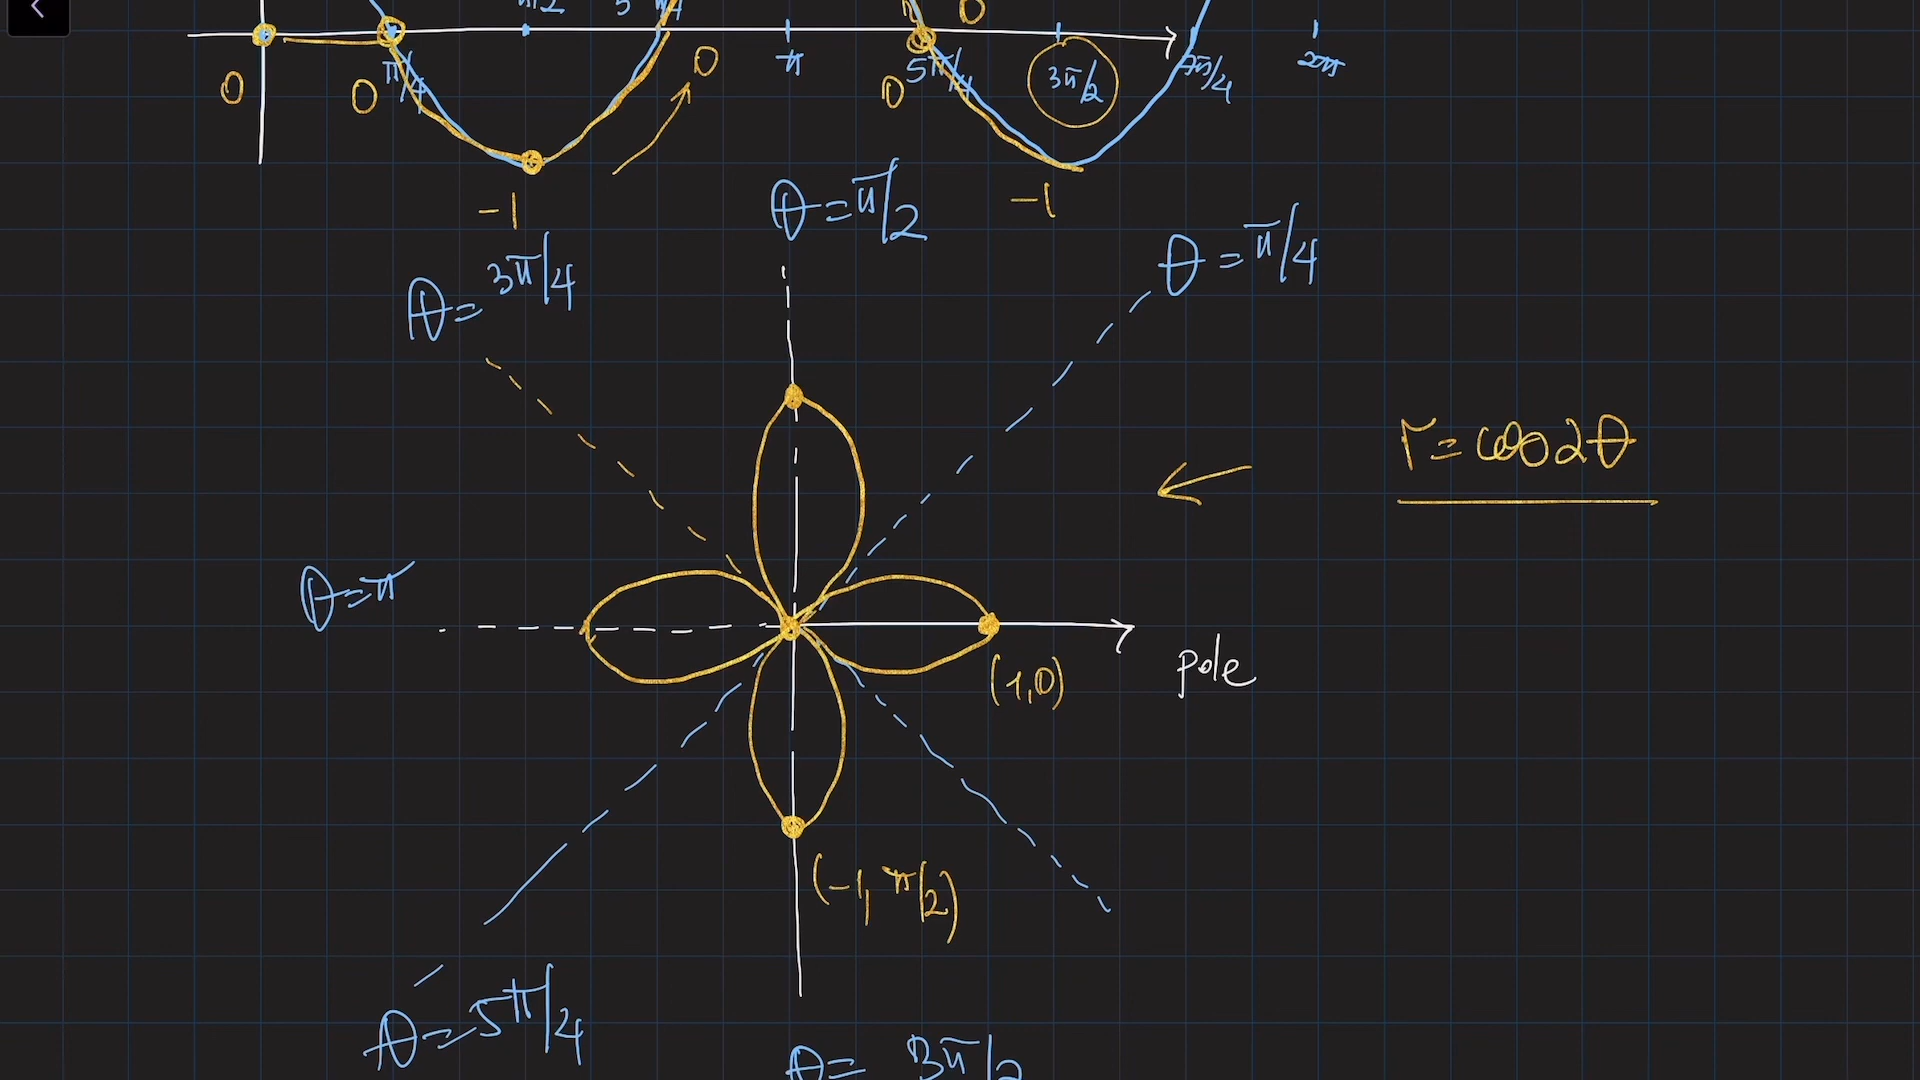 0
0
0
π/4
0
π
0
5π/4
3π/2
7π/4
2π
-1
-1
θ=π/2
θ=π/4
θ=3π/4
r=cos2θ
θ=π
pole
(1,0)
(-1, π/2)
θ=5π/4
θ= 3π/2